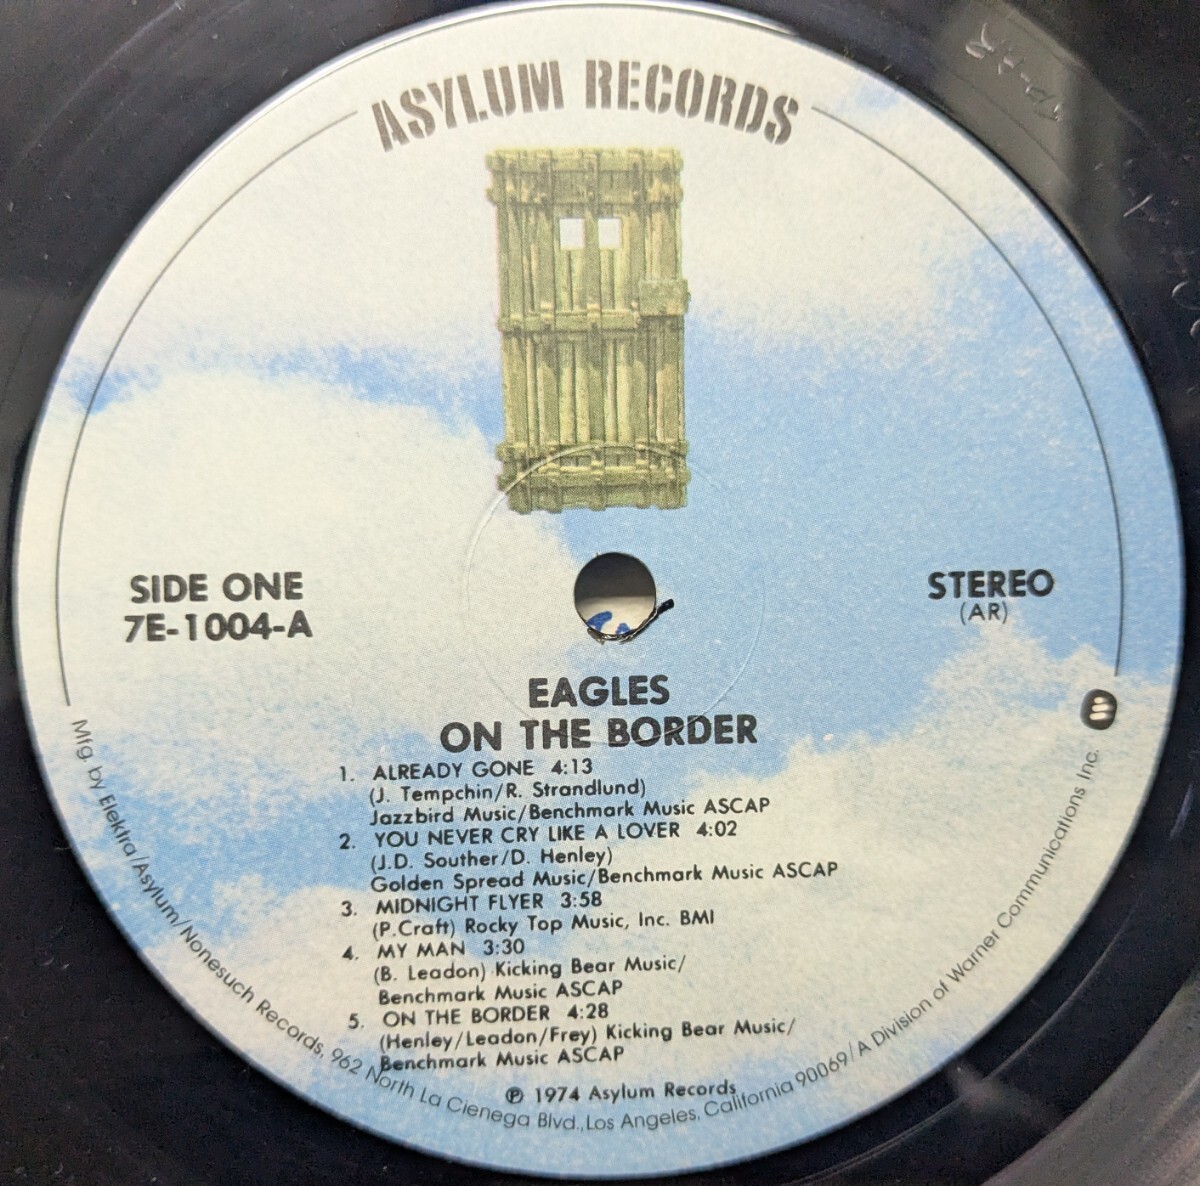 ASYLUM RECORDS
SIDE ONE
7E-1004-A
STEREO
(AR)
EAGLES
ON THE BORDER
1. ALREADY GONE 4:13
(J. Tempchin/R. Strandlund)
Jazzbird Music/Benchmark Music ASCAP
2. YOU NEVER CRY LIKE A LOVER 4:02
(J.D. Souther/D. Henley)
Golden Spread Music/Benchmark Music ASCAP
3. MIDNIGHT FLYER 3:58
(P.Craft) Rocky Top Music, Inc. BMI
4. MY MAN 3:30
(B. Leadon) Kicking Bear Music/
Benchmark Music ASCAP
5. ON THE BORDER 4:28
(Henley/Leadon/Frey) Kicking Bear Music/
Benchmark Music ASCAP
℗ 1974 Asylum Records
Mfg. by Elektra/Asylum/Nonesuch Records, 962 North La Cienega Blvd., Los Angeles, California 90069/A Division of Warner Communications Inc.